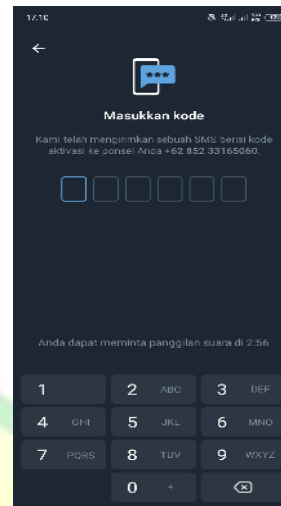 17.10
***
Masukkan kode
Kami telah mengirimkan sebuah SMS berisi kode
aktivasi ke ponsel Anda +62 852 33165060.
Anda dapat meminta panggilan suara di 2:56
1
2 ABC
3 DEF
4 GHI
5 JKL
6 MNO
7 PQRS
8 TUV
9 WXYZ
0 +